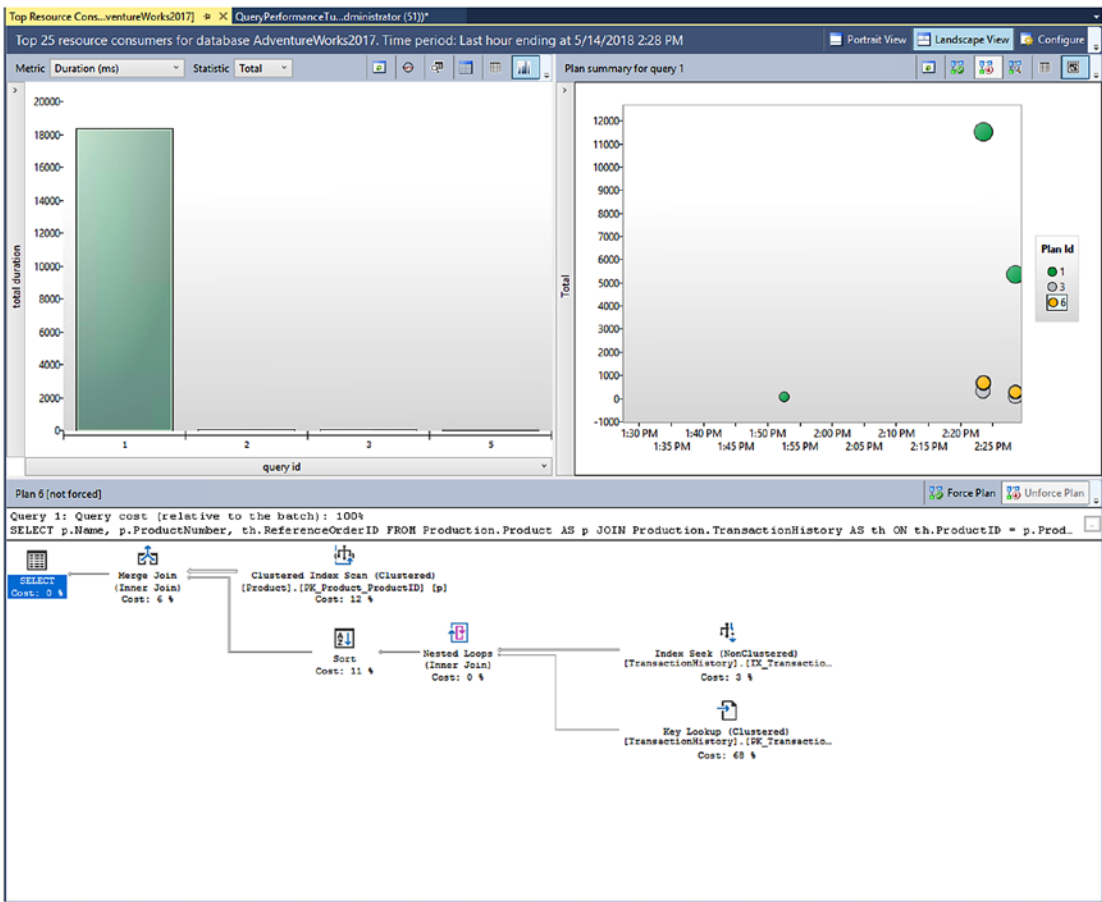 Top Resource Cons...ventureWorks2017] QueryPerformanceTu...dministrator (51))*
Top 25 resource consumers for database AdventureWorks2017. Time period: Last hour ending at 5/14/2018 2:28 PM
Portrait View Landscape View Configure
Metric Duration (ms) Statistic Total
Plan summary for query 1
20000
18000
16000
14000
12000
10000
8000
6000
4000
2000
0
total duration
1 2 3 5
query id
12000
11000
10000
9000
8000
7000
6000
5000
4000
3000
2000
1000
0
-1000
Total
1:30 PM 1:40 PM 1:50 PM 2:00 PM 2:10 PM 2:20 PM
1:35 PM 1:45 PM 1:55 PM 2:05 PM 2:15 PM 2:25 PM
Plan Id
1
3
6
Plan 6 [not forced]
Force Plan Unforce Plan
Query 1: Query cost (relative to the batch): 100%
SELECT p.Name, p.ProductNumber, th.ReferenceOrderID FROM Production.Product AS p JOIN Production.TransactionHistory AS th ON th.ProductID = p.Prod…
SELECT
Cost: 0 %
Merge Join
(Inner Join)
Cost: 6 %
Clustered Index Scan (Clustered)
[Product].[PK_Product_ProductID] [p]
Cost: 12 %
Sort
Cost: 11 %
Nested Loops
(Inner Join)
Cost: 0 %
Index Seek (NonClustered)
[TransactionHistory].[IX_Transactio…
Cost: 3 %
Key Lookup (Clustered)
[TransactionHistory].[PK_Transactio…
Cost: 68 %